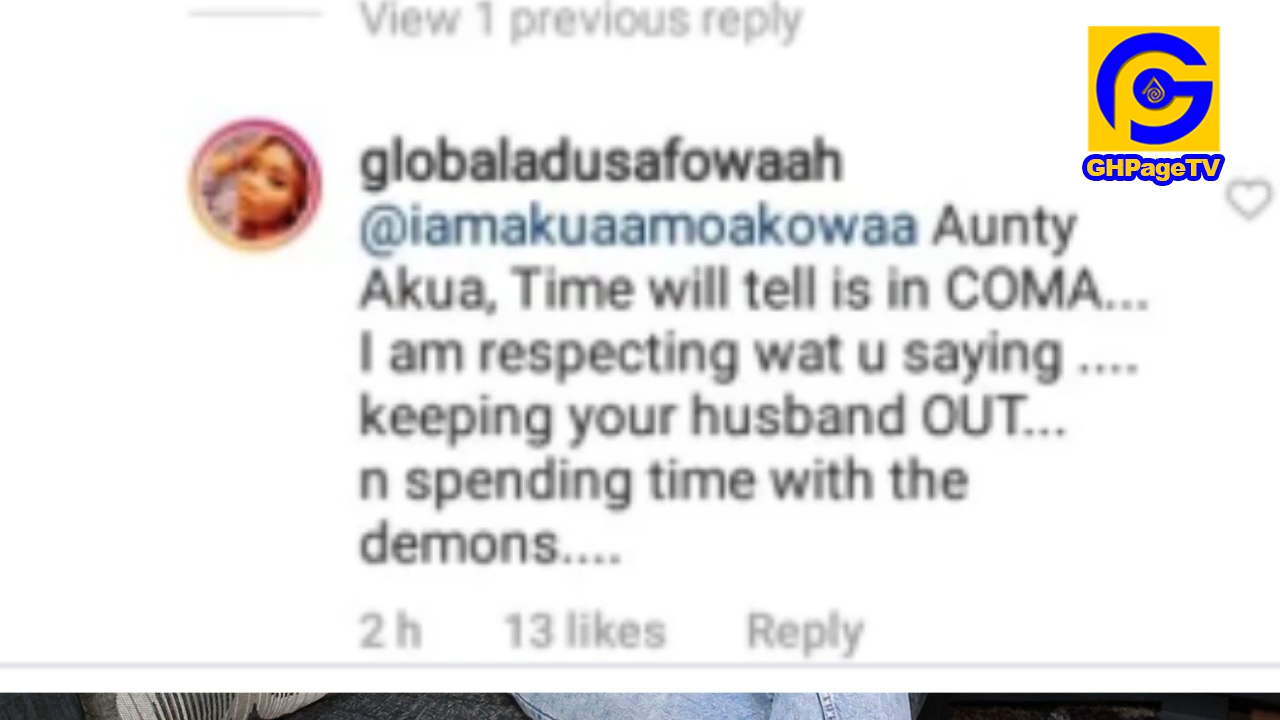 View 1 previous reply
GHPageTV
globaladusafowaah
@iamakuaamoakowaa Aunty
Akua, Time will tell is in COMA...
I am respecting wat u saying ....
keeping your husband OUT...
n spending time with the
demons....
2 h 13 likes Reply